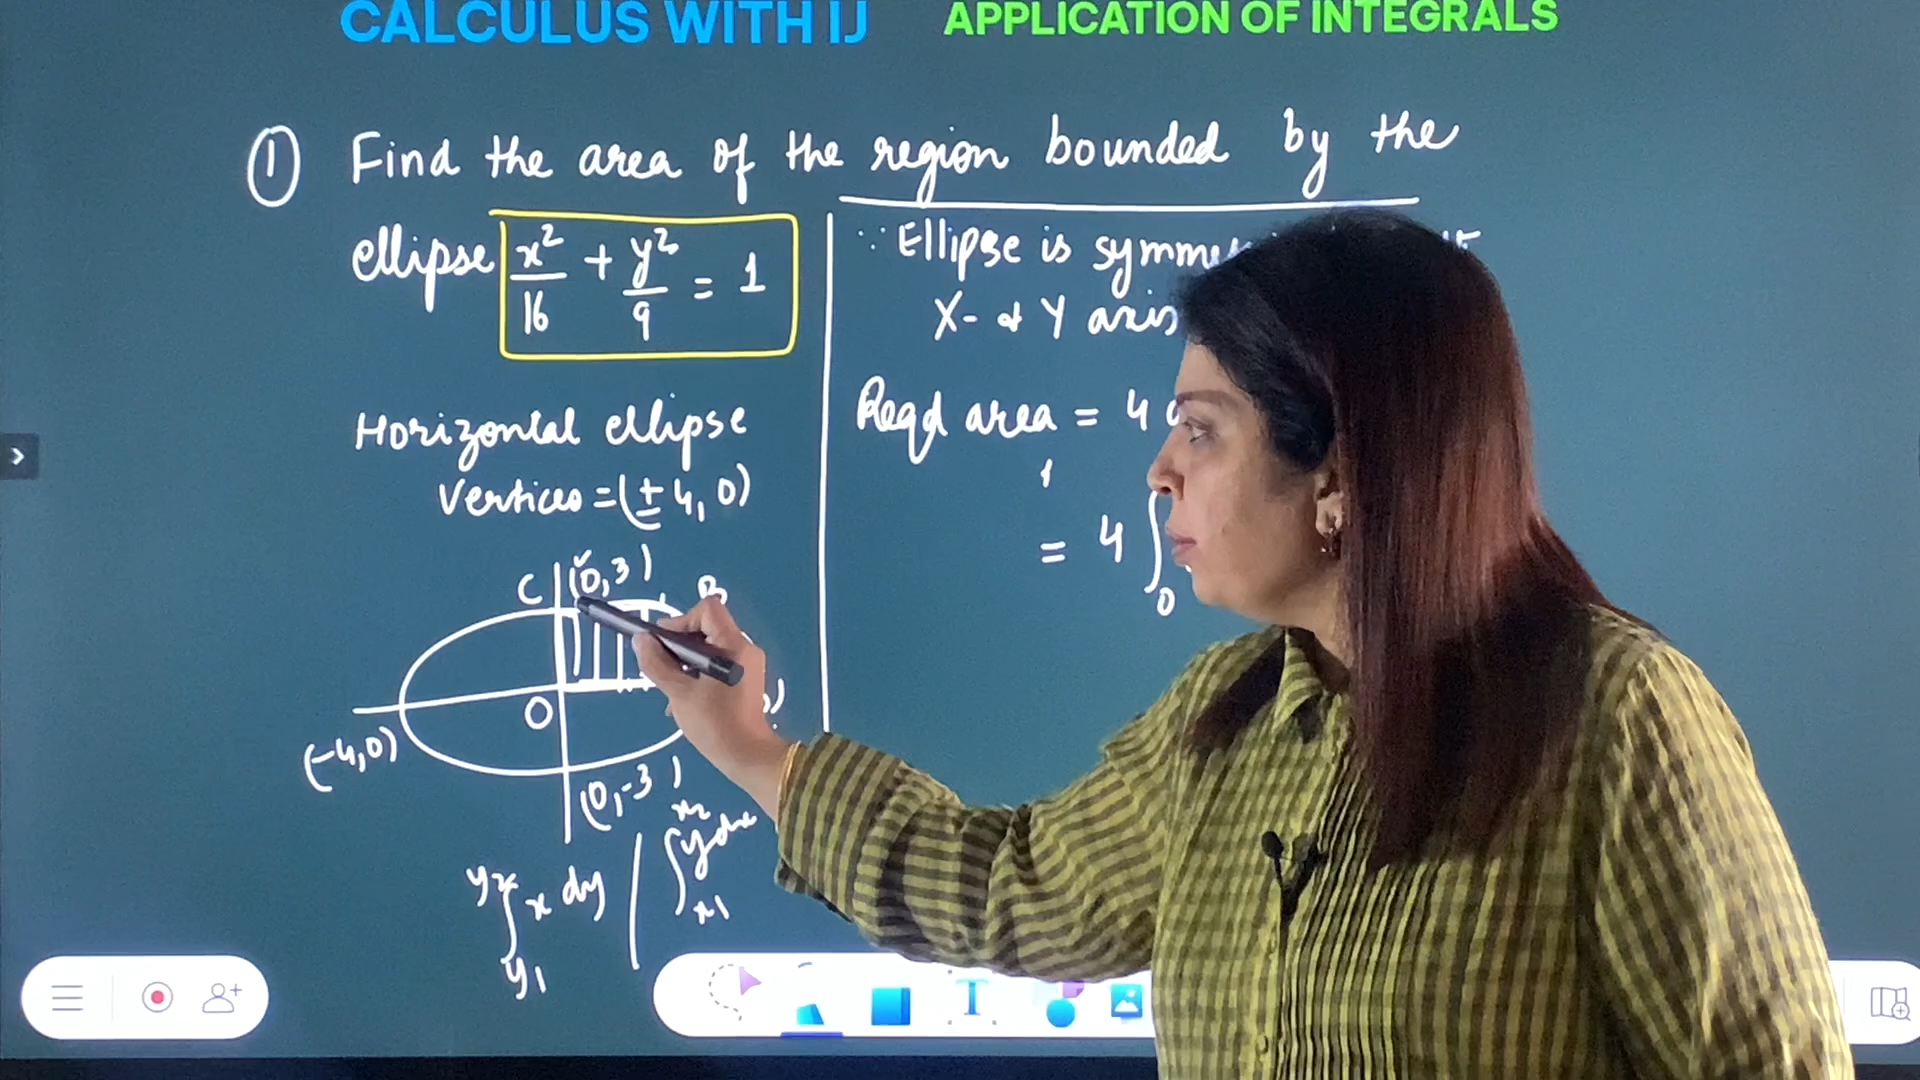 CALCULUS WITH IJ APPLICATION OF INTEGRALS
① Find the area of the region bounded by the
ellipse x²/16 + y²/9 = 1
Horizontal ellipse
Vertices = (± 4, 0)
C (0, 3) B
O
(-4,0)
(0, -3)
y₂ ∫ y₁ x dy | x₂ ∫ x₁ y dx
∵ Ellipse is
X- & Y axis
Reqd area = 4
= 4 ∫ 0
T